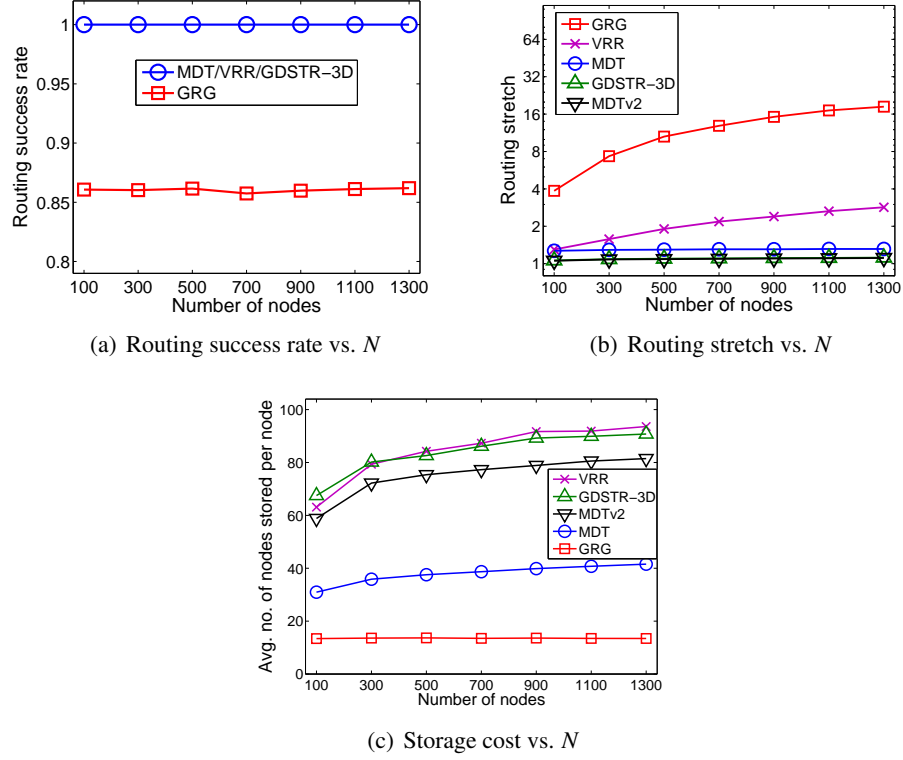 1
0.95
0.9
0.85
0.8
Routing success rate
MDT/VRR/GDSTR-3D
GRG
100 300 500 700 900 1100 1300
Number of nodes
(a) Routing success rate vs. N
64
32
16
8
4
2
1
Routing stretch
GRG
VRR
MDT
GDSTR-3D
MDTv2
100 300 500 700 900 1100 1300
Number of nodes
(b) Routing stretch vs. N
100
80
60
40
20
0
Avg. no. of nodes stored per node
VRR
GDSTR-3D
MDTv2
MDT
GRG
100 300 500 700 900 1100 1300
Number of nodes
(c) Storage cost vs. N